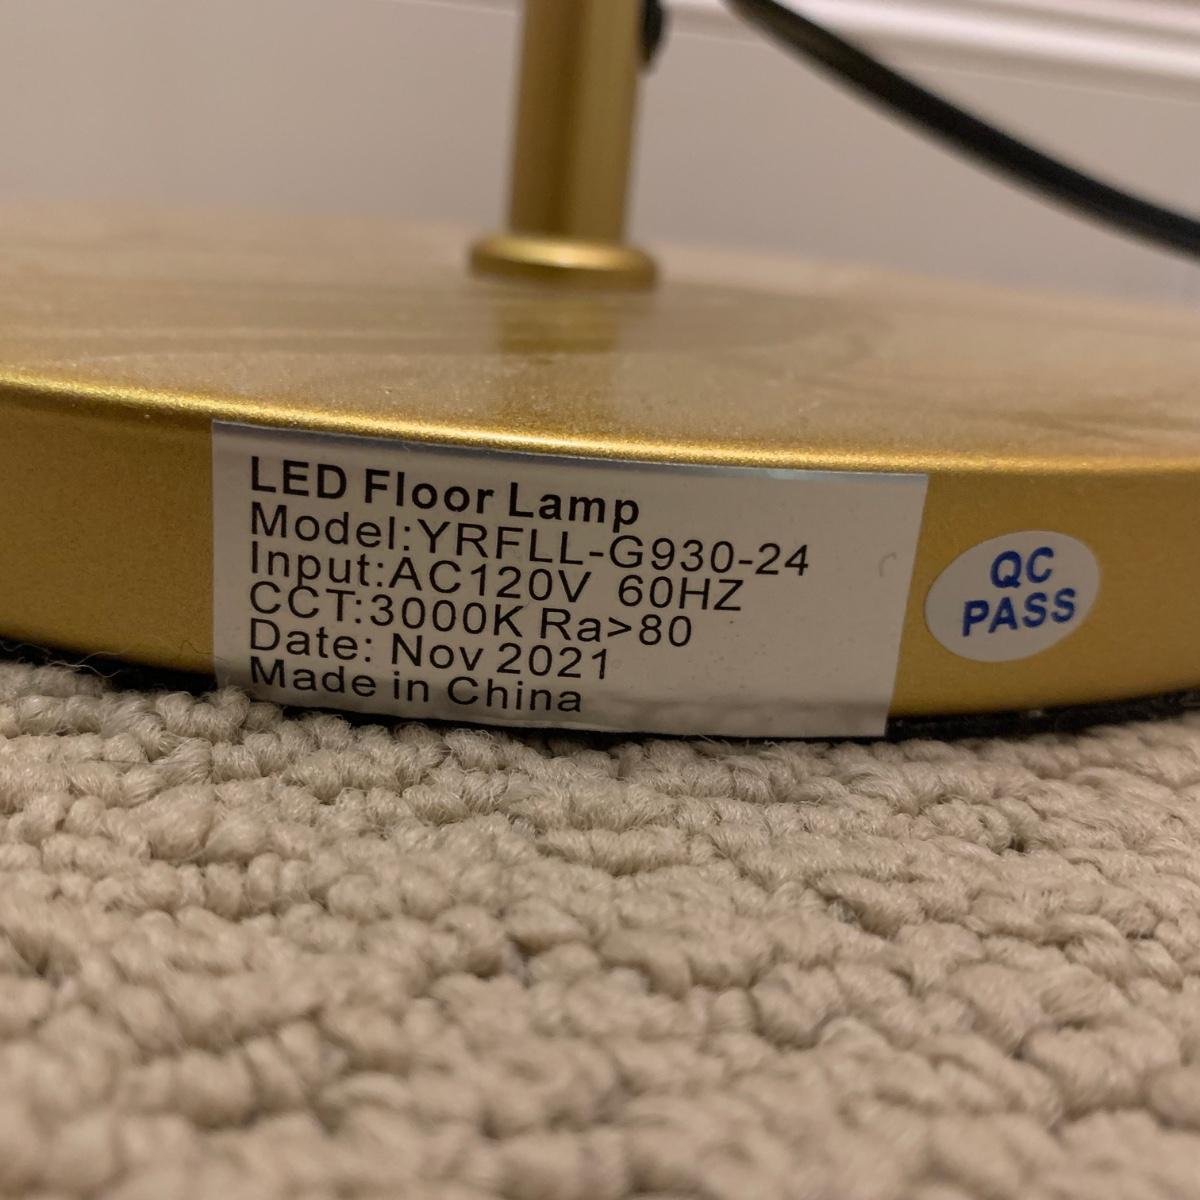 LED Floor Lamp
Model:YRFLL-G930-24
Input:AC120V 60HZ
CCT:3000K Ra>80
Date: Nov 2021
Made in China
QC
PASS